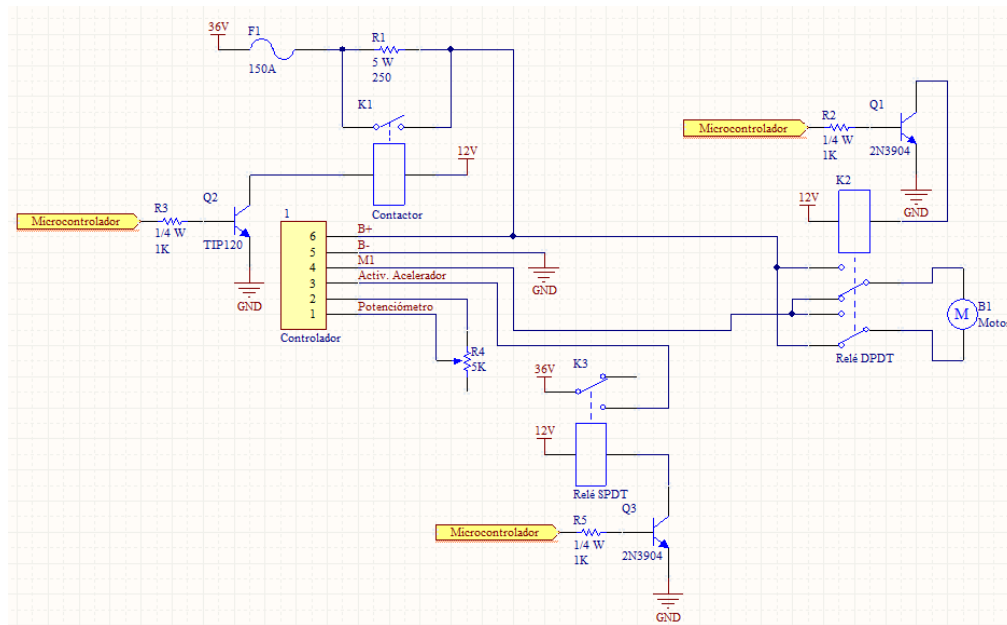 36V
F1
150A
R1
5 W
250
K1
12V
Contactor
Q2
TIP120
Microcontrolador
R3
1/4 W
1K
GND
1
6
5
4
3
2
1
Controlador
B+
B-
M1
Activ. Acelerador
Potenciómetro
GND
R4
5K
Microcontrolador
R2
1/4 W
1K
Q1
2N3904
GND
K2
12V
Relé DPDT
M
B1
Motor
K3
36V
12V
Relé SPDT
Q3
2N3904
Microcontrolador
R5
1/4 W
1K
GND